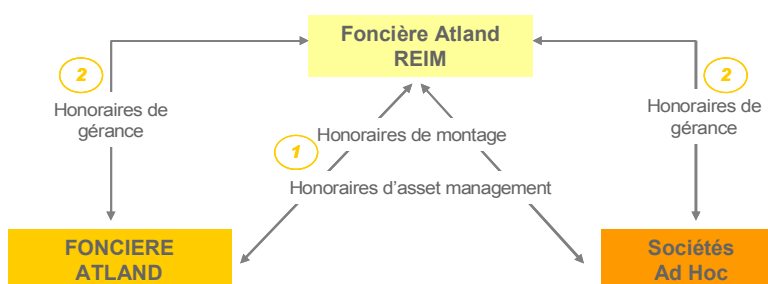 Foncière Atland
REIM
2
Honoraires de
gérance
2
Honoraires de
gérance
1
Honoraires de montage
Honoraires d'asset management
FONCIERE
ATLAND
Sociétés
Ad Hoc